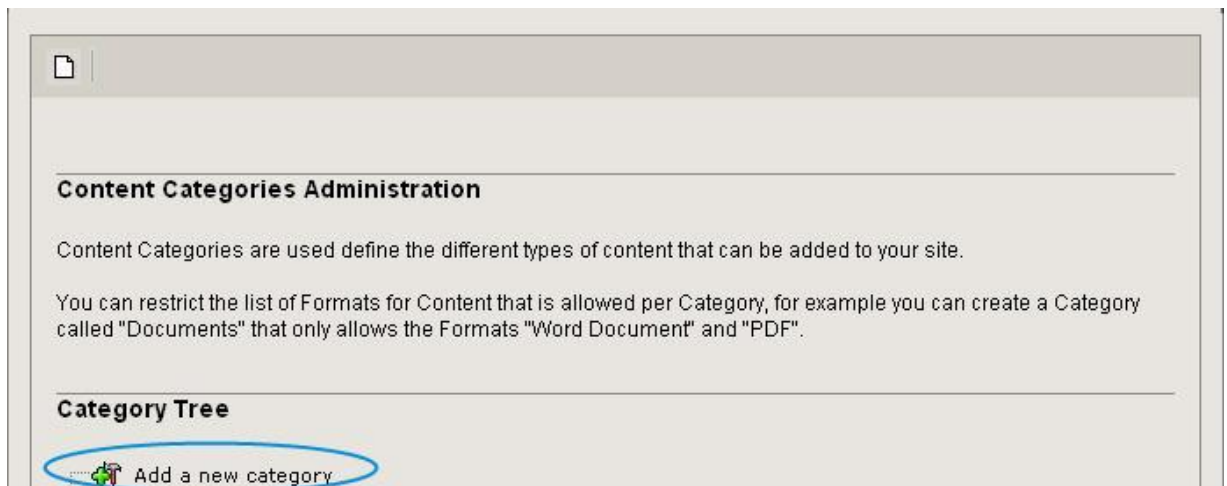 Content Categories Administration
Content Categories are used define the different types of content that can be added to your site.
You can restrict the list of Formats for Content that is allowed per Category, for example you can create a Category
called "Documents" that only allows the Formats "Word Document" and "PDF".
Category Tree
Add a new category